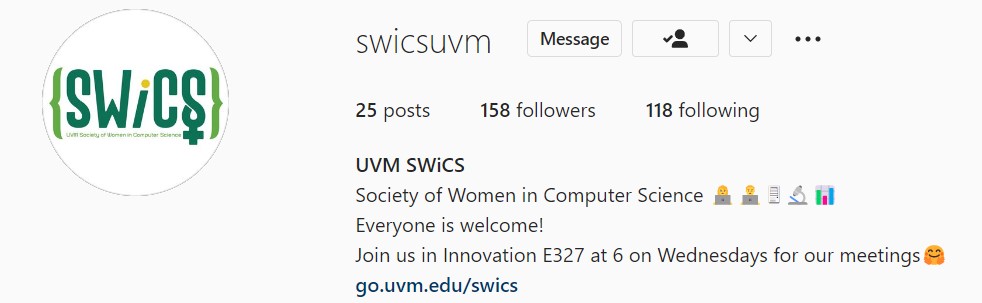 {SWiCS}
UVM Society of Women in Computer Science
swicsuvm
Message
25 posts 158 followers 118 following
UVM SWiCS
Society of Women in Computer Science 👩‍💻 👨‍💻 🧾 🔬 📊
Everyone is welcome!
Join us in Innovation E327 at 6 on Wednesdays for our meetings🤗
go.uvm.edu/swics